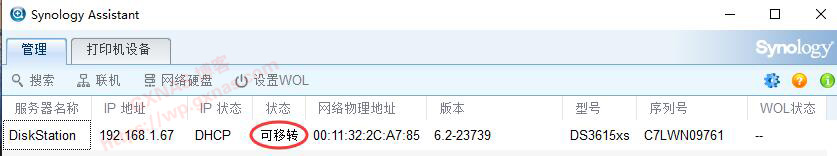 Synology Assistant
管理 打印机设备 Synology
搜索 联机 网络硬盘 设置WOL
服务器名称 IP 地址 IP 状态 状态 网络物理地址 版本 型号 序列号 WOL状态
DiskStation 192.168.1.67 DHCP 可移转 00:11:32:2C:A7:85 6.2-23739 DS3615xs C7LWN09761 --